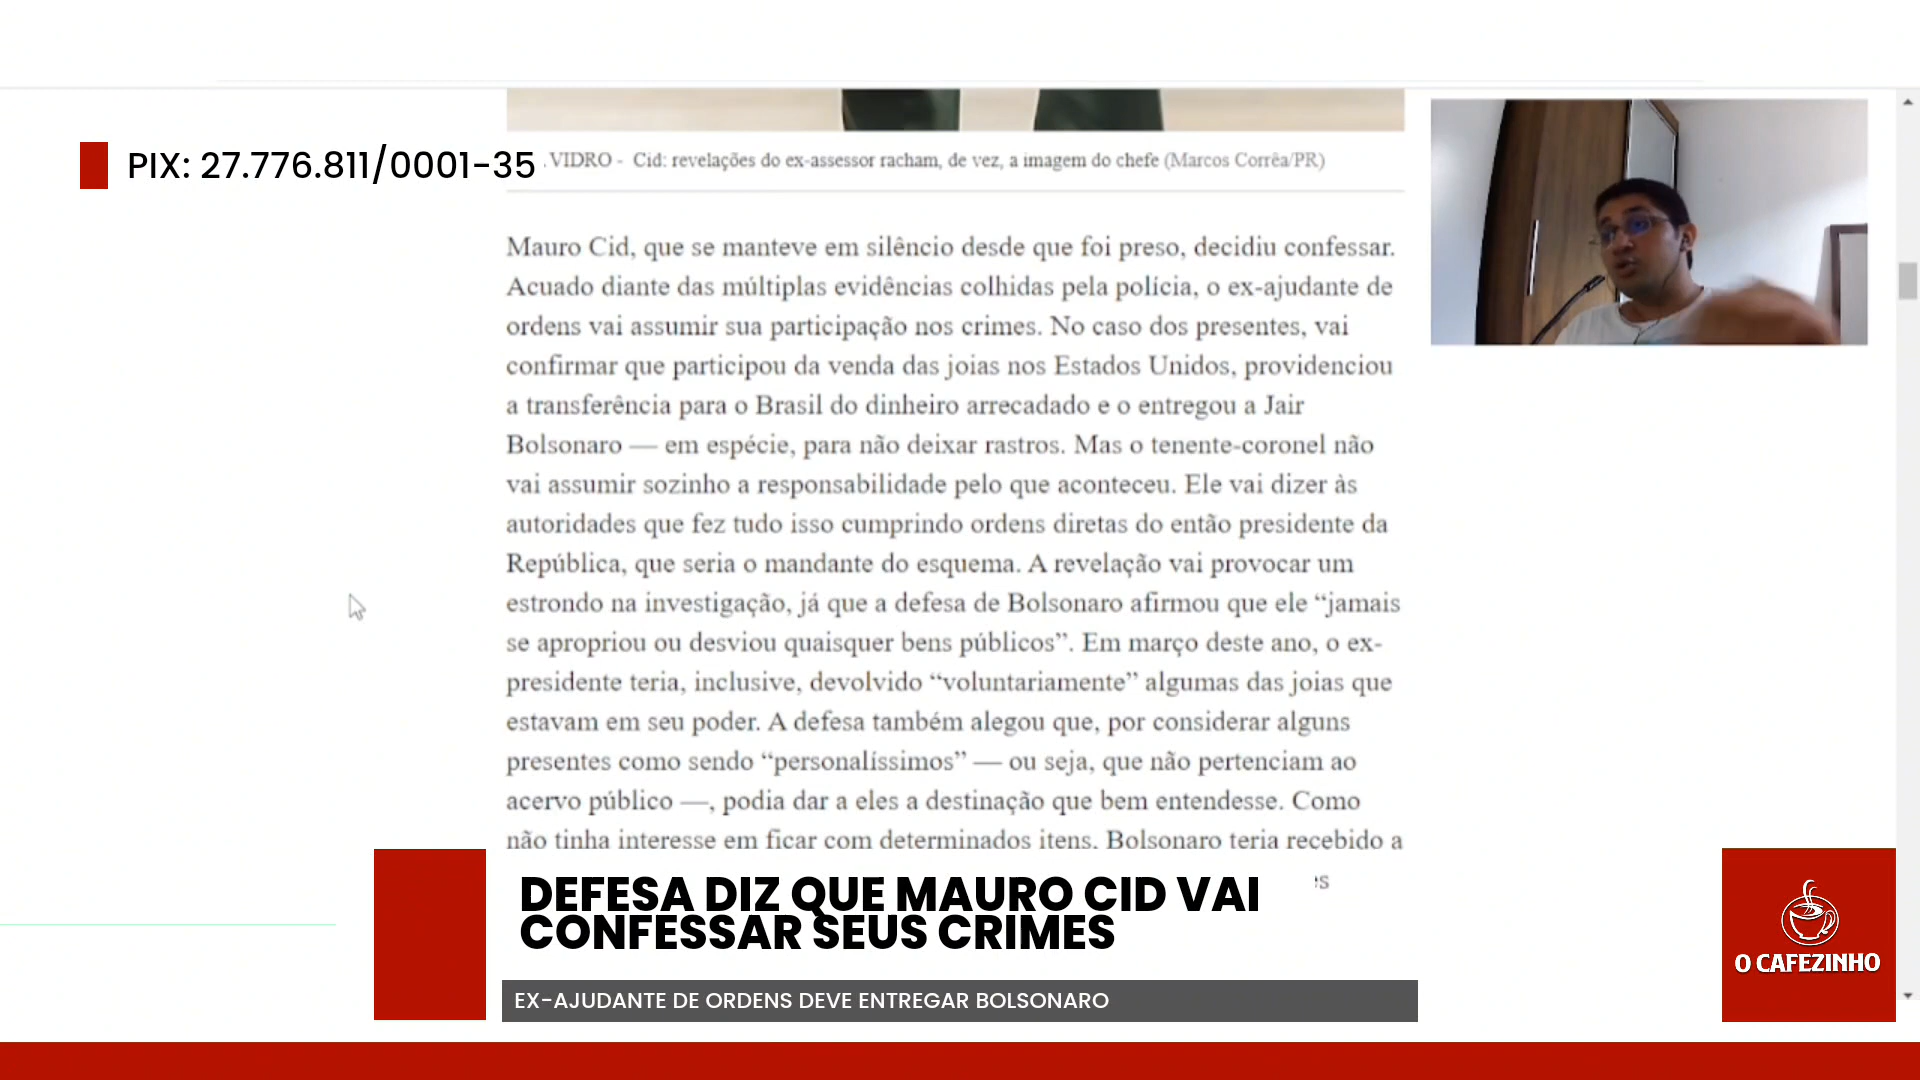 PIX: 27.776.811/0001-35
. VIDRO - Cid: revelações do ex-assessor racham, de vez, a imagem do chefe (Marcos Corrêa/PR)
Mauro Cid, que se manteve em silêncio desde que foi preso, decidiu confessar.
Acuado diante das múltiplas evidências colhidas pela polícia, o ex-ajudante de
ordens vai assumir sua participação nos crimes. No caso dos presentes, vai
confirmar que participou da venda das joias nos Estados Unidos, providenciou
a transferência para o Brasil do dinheiro arrecadado e o entregou a Jair
Bolsonaro — em espécie, para não deixar rastros. Mas o tenente-coronel não
vai assumir sozinho a responsabilidade pelo que aconteceu. Ele vai dizer às
autoridades que fez tudo isso cumprindo ordens diretas do então presidente da
República, que seria o mandante do esquema. A revelação vai provocar um
estrondo na investigação, já que a defesa de Bolsonaro afirmou que ele “jamais
se apropriou ou desviou quaisquer bens públicos”. Em março deste ano, o ex-
presidente teria, inclusive, devolvido “voluntariamente” algumas das joias que
estavam em seu poder. A defesa também alegou que, por considerar alguns
presentes como sendo “personalíssimos” — ou seja, que não pertenciam ao
acervo público —, podia dar a eles a destinação que bem entendesse. Como
não tinha interesse em ficar com determinados itens, Bolsonaro teria recebido a
DEFESA DIZ QUE MAURO CID VAI
CONFESSAR SEUS CRIMES
EX-AJUDANTE DE ORDENS DEVE ENTREGAR BOLSONARO
O CAFEZINHO